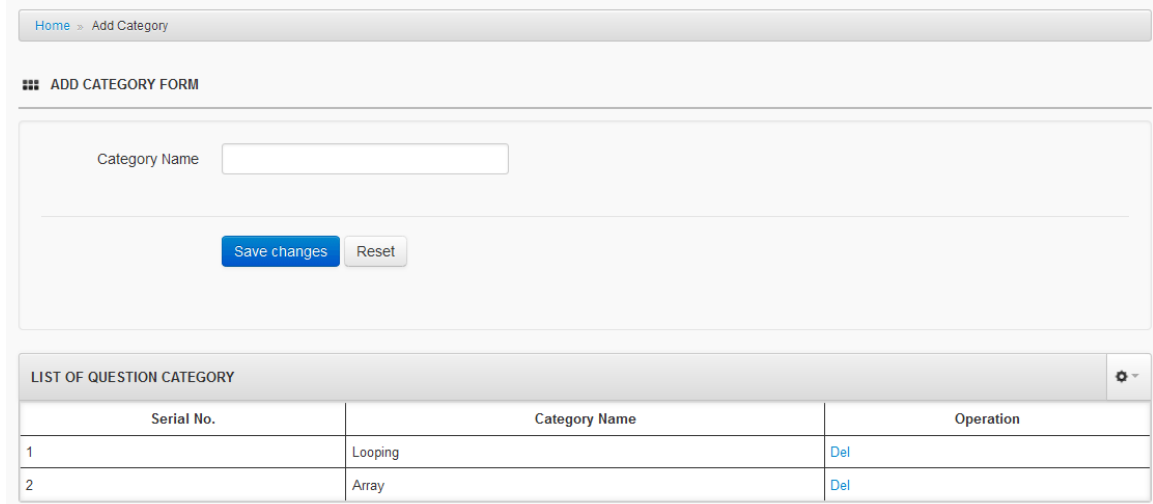 Home » Add Category
ADD CATEGORY FORM
Category Name
Save changes Reset
LIST OF QUESTION CATEGORY
Serial No. Category Name Operation
1 Looping Del
2 Array Del